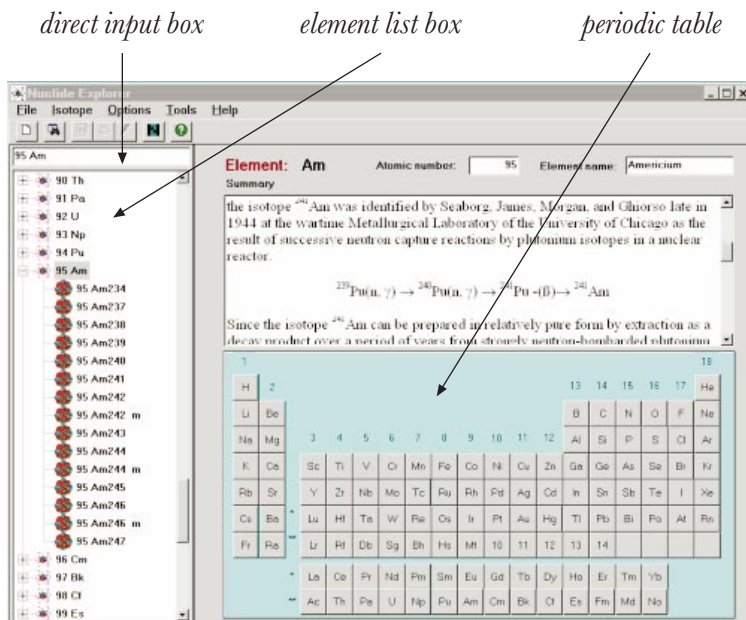 direct input box element list box periodic table
Nuclide Explorer
File Isotope Options Tools Help
95 Am
90 Th
91 Pa
92 U
93 Np
94 Pu
95 Am
95 Am234
95 Am237
95 Am238
95 Am239
95 Am240
95 Am241
95 Am242
95 Am242 m
95 Am243
95 Am244
95 Am244 m
95 Am245
95 Am246
95 Am246 m
95 Am247
96 Cm
97 Bk
98 Cf
99 Es
Element: Am Atomic number: 95 Element name: Americium
Summary
the isotope ²⁴¹Am was identified by Seaborg, James, Morgan, and Ghiorso late in
1944 at the wartime Metallurgical Laboratory of the University of Chicago as the
result of successive neutron capture reactions by plutonium isotopes in a nuclear
reactor.
²³⁹Pu(n, γ) → ²⁴⁰Pu(n, γ) → ²⁴¹Pu -(β)→ ²⁴¹Am
Since the isotope ²⁴¹Am can be prepared in relatively pure form by extraction as a
decay product over a period of years from strongly neutron-bombarded plutonium
1 18
H 2 13 14 15 16 17 He
Li Be B C N O F Ne
Na Mg 3 4 5 6 7 8 9 10 11 12 Al Si P S Cl Ar
K Ca Sc Ti V Cr Mn Fe Co Ni Cu Zn Ga Ge As Se Br Kr
Rb Sr Y Zr Nb Mo Tc Ru Rh Pd Ag Cd In Sn Sb Te I Xe
Cs Ba * Lu Hf Ta W Re Os Ir Pt Au Hg Tl Pb Bi Po At Rn
Fr Ra ** Lr Rf Db Sg Bh Hs Mt 10 11 12 13 14
* La Ce Pr Nd Pm Sm Eu Gd Tb Dy Ho Er Tm Yb
** Ac Th Pa U Np Pu Am Cm Bk Cf Es Fm Md No